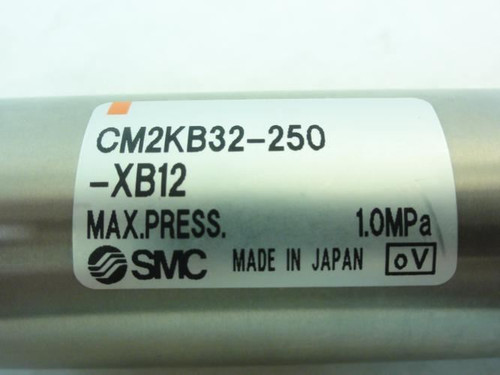 CM2KB32-250
-XB12
MAX.PRESS. 1.0MPa
SMC MADE IN JAPAN oV